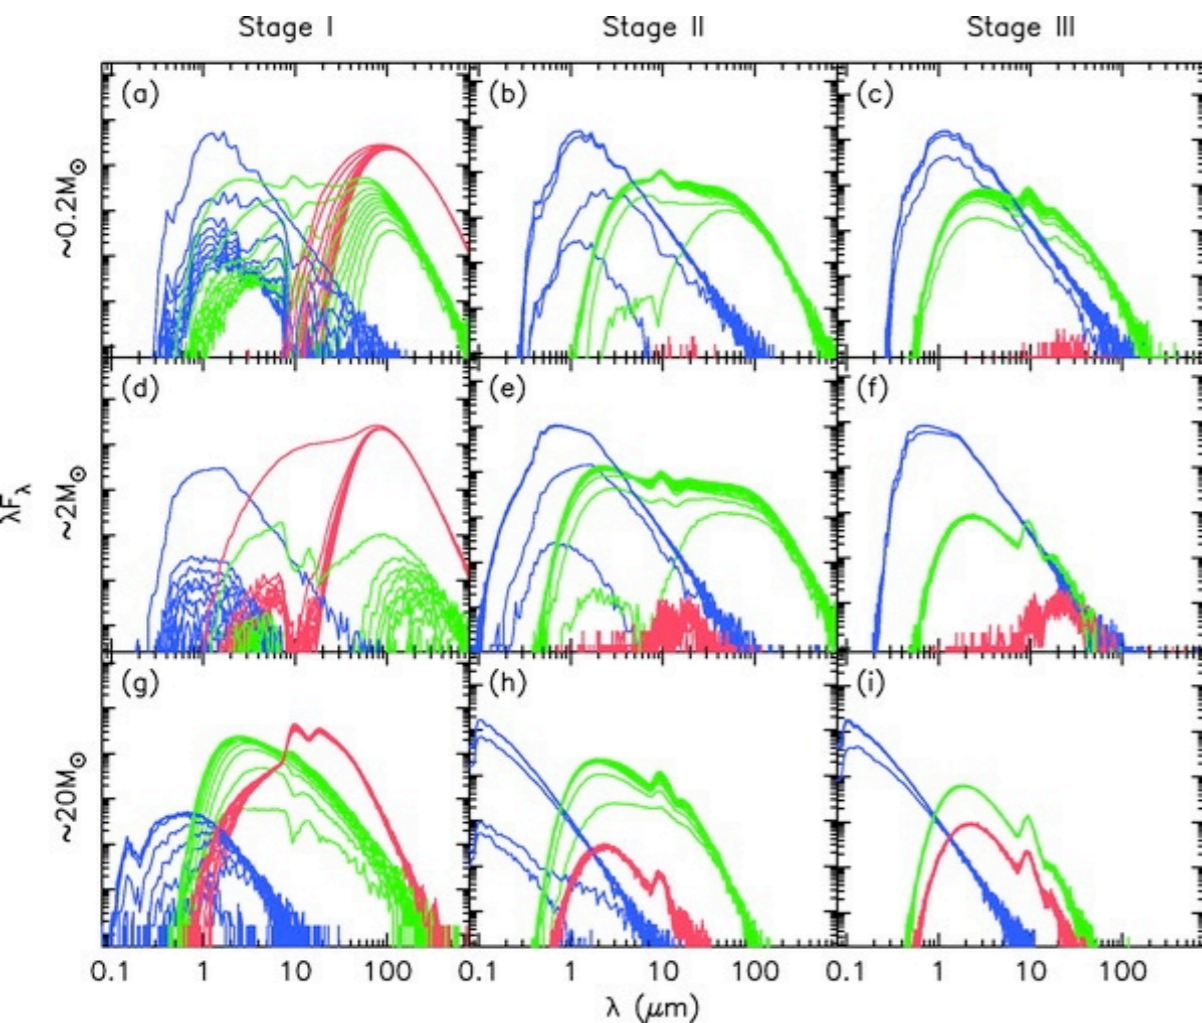 Stage I Stage II Stage III
(a) (b) (c)
~0.2M⊙
(d) (e) (f)
~2M⊙
λFλ
(g) (h) (i)
~20M⊙
0.1 1 10 100 0.1 1 10 100 0.1 1 10 100
λ (μm)